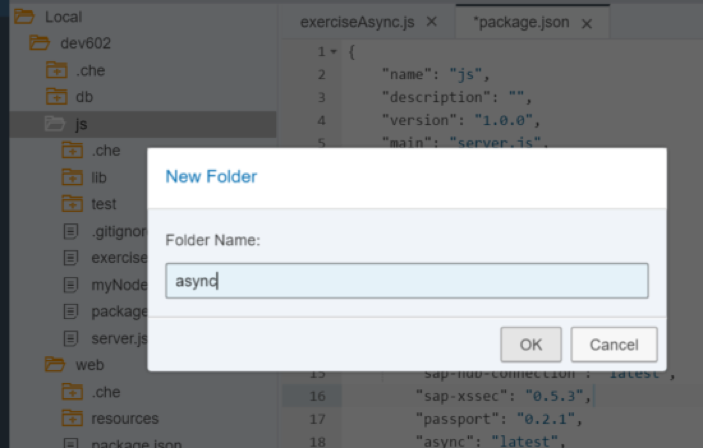 Local
dev602
.che
db
js
.che
lib
test
.gitignor
exercise
myNode
package
server.js
web
.che
resources
package.json
exerciseAsync.js ×
*package.json ×
1 {
2 "name": "js",
3 "description": "",
4 "version": "1.0.0",
5 "main": "server.js",
New Folder
Folder Name:
async
OK
Cancel
15 "sap-hdb-connection": "latest",
16 "sap-xssec": "0.5.3",
17 "passport": "0.2.1",
18 "async": "latest",